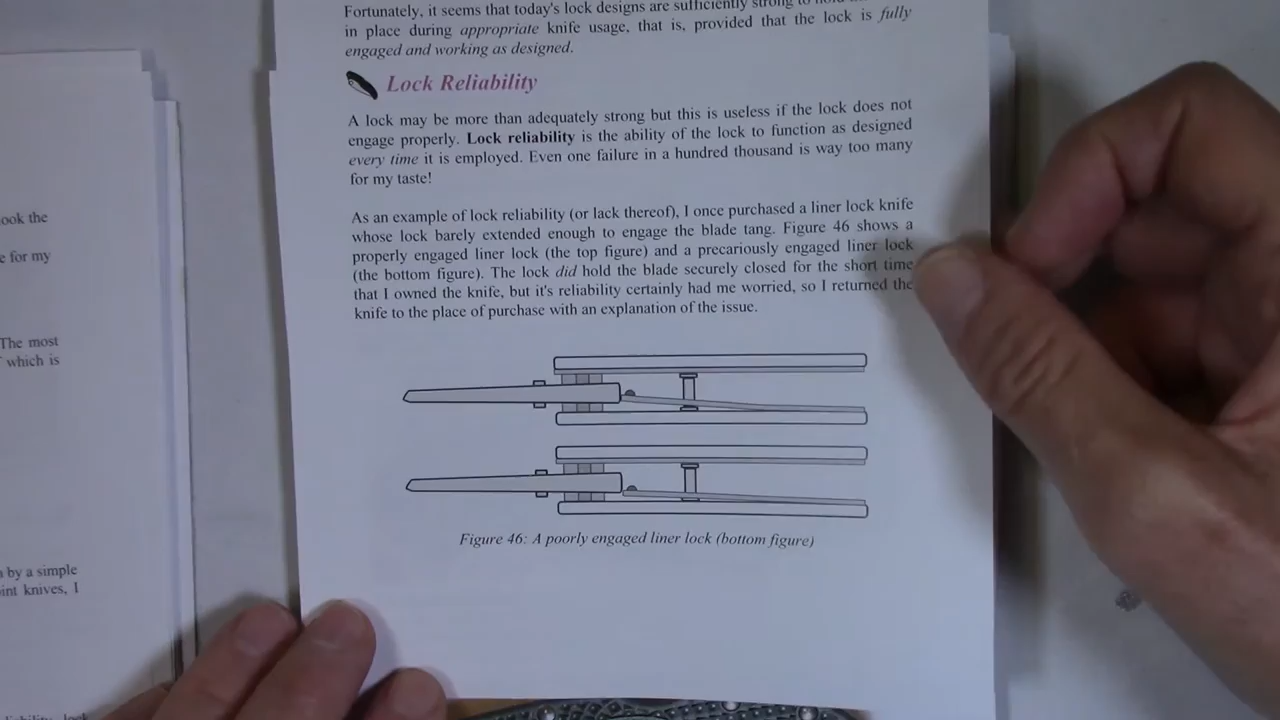 Fortunately, it seems that today's lock designs are sufficiently strong to
in place during appropriate knife usage, that is, provided that the lock is fully
engaged and working as designed.
Lock Reliability
A lock may be more than adequately strong but this is useless if the lock does not
engage properly. Lock reliability is the ability of the lock to function as designed
every time it is employed. Even one failure in a hundred thousand is way too many
for my taste!
As an example of lock reliability (or lack thereof), I once purchased a liner lock knife
whose lock barely extended enough to engage the blade tang. Figure 46 shows a
properly engaged liner lock (the top figure) and a precariously engaged liner lock
(the bottom figure). The lock did hold the blade securely closed for the short time
that I owned the knife, but it's reliability certainly had me worried, so I returned the
knife to the place of purchase with an explanation of the issue.
Figure 46: A poorly engaged liner lock (bottom figure)
ook the
e for my
The most
which is
by a simple
int knives, I